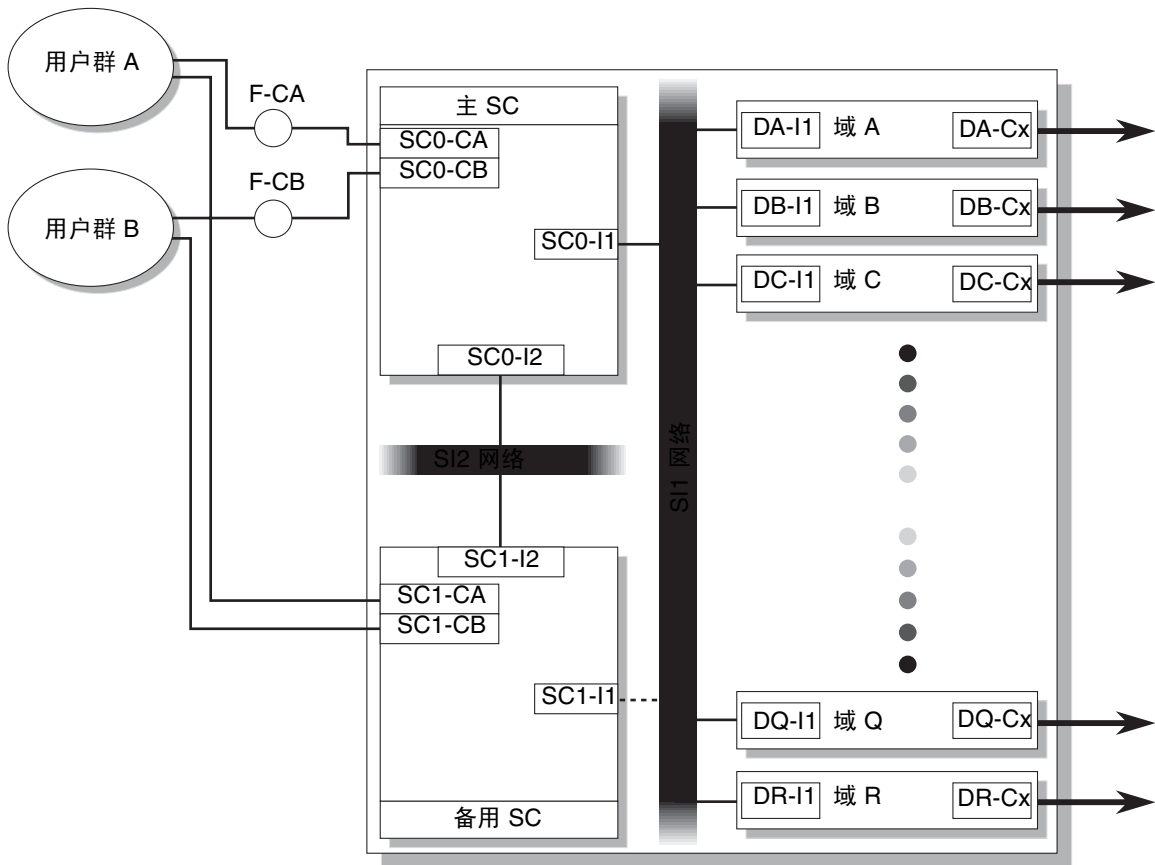 用户群 A
F-CA
用户群 B
F-CB
主 SC
SC0-CA
SC0-CB
SC0-I1
SC0-I2
SI2 网络
SC1-I2
SC1-CA
SC1-CB
SC1-I1
备用 SC
SI1 网络
DA-I1 域 A DA-Cx
DB-I1 域 B DB-Cx
DC-I1 域 C DC-Cx
DQ-I1 域 Q DQ-Cx
DR-I1 域 R DR-Cx